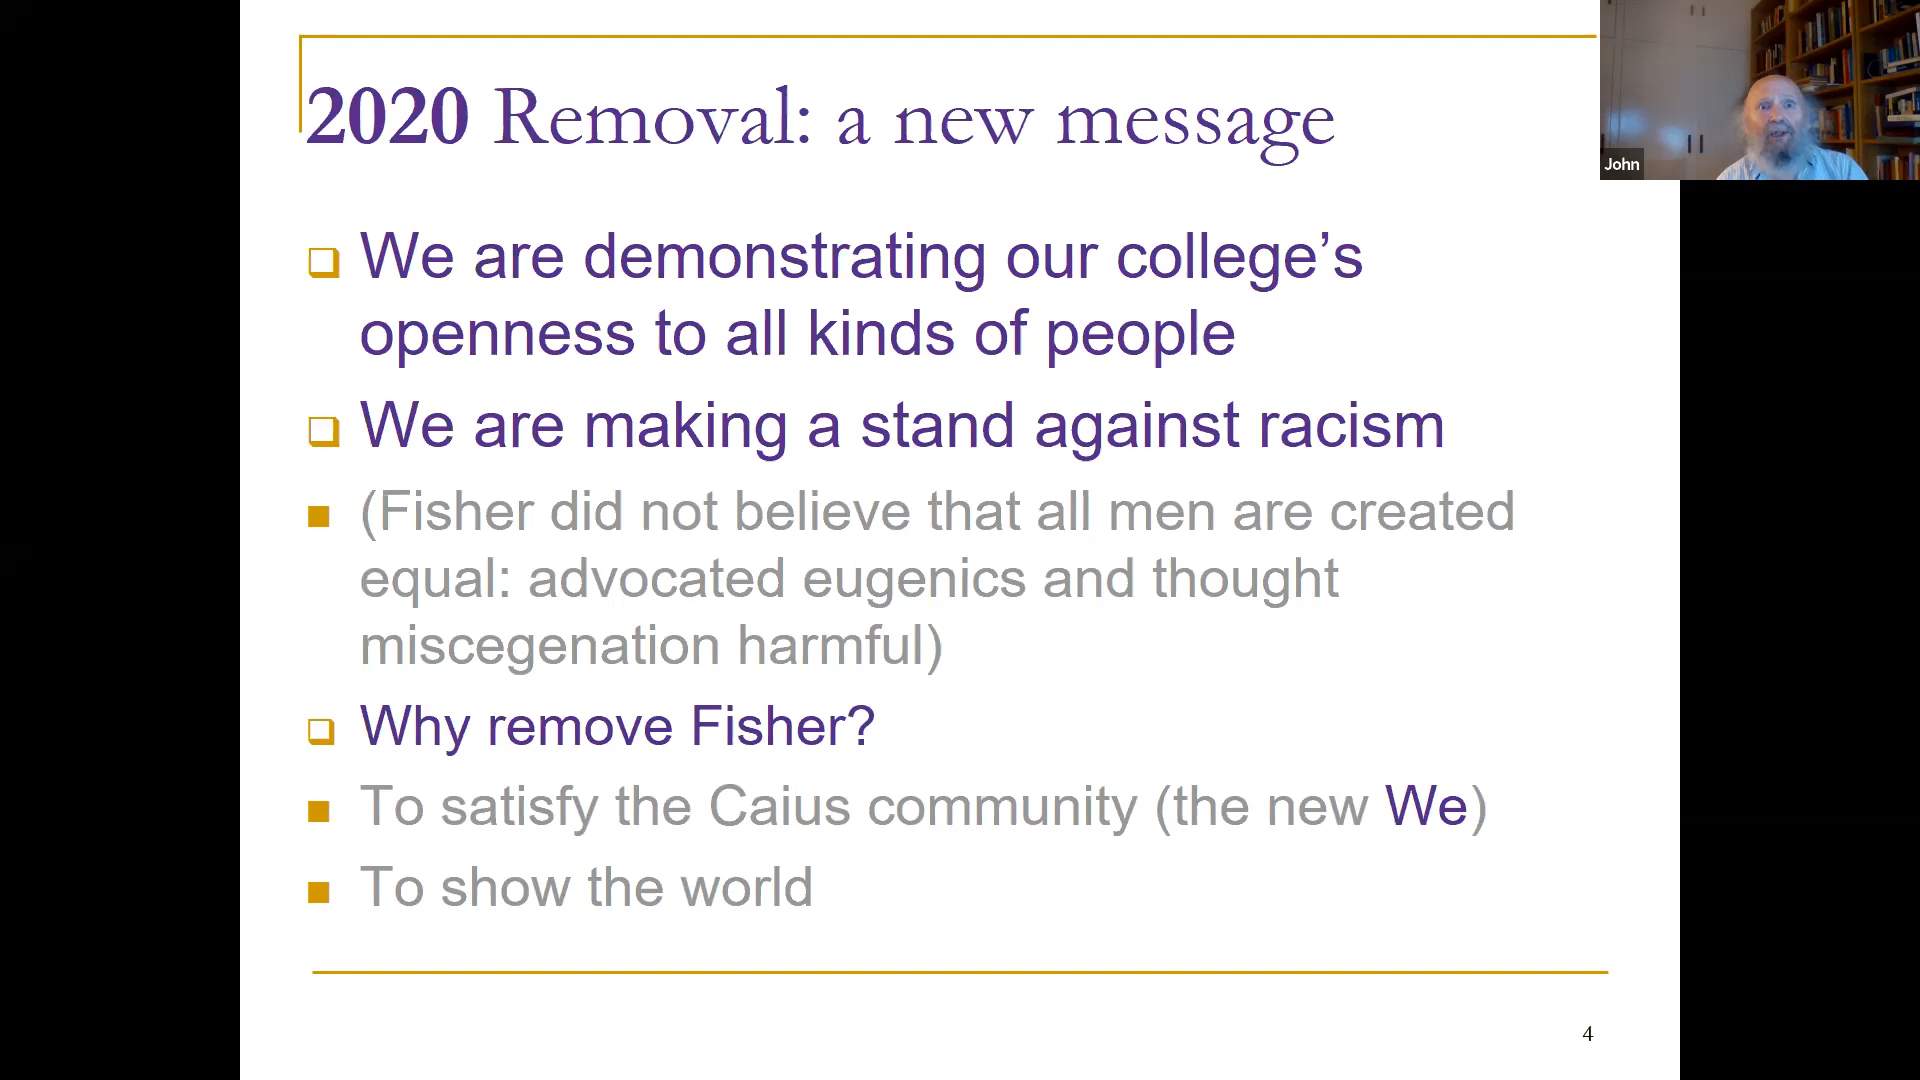 2020 Removal: a new message
John
We are demonstrating our college’s
openness to all kinds of people
We are making a stand against racism
(Fisher did not believe that all men are created
equal: advocated eugenics and thought
miscegenation harmful)
Why remove Fisher?
To satisfy the Caius community (the new We)
To show the world
4